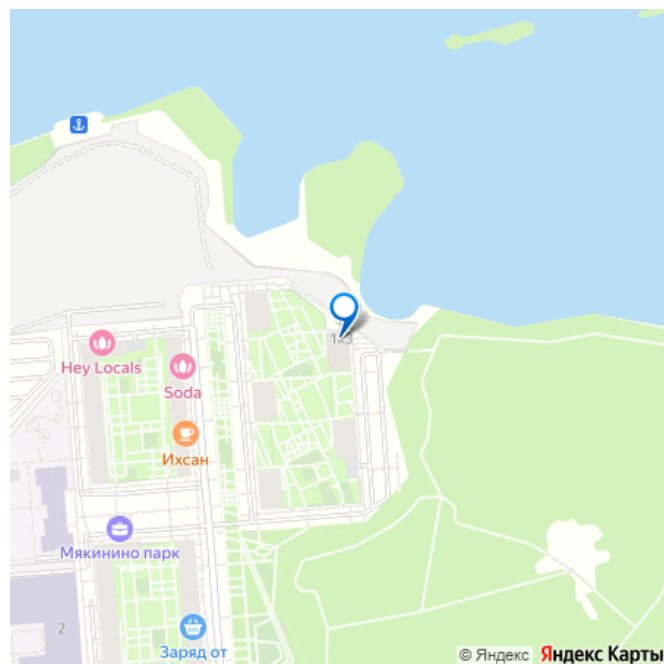 1к3
Hey Locals
Soda
Ихсан
Мякинино парк
2
Заряд от
© Яндекс Яндекс Карты